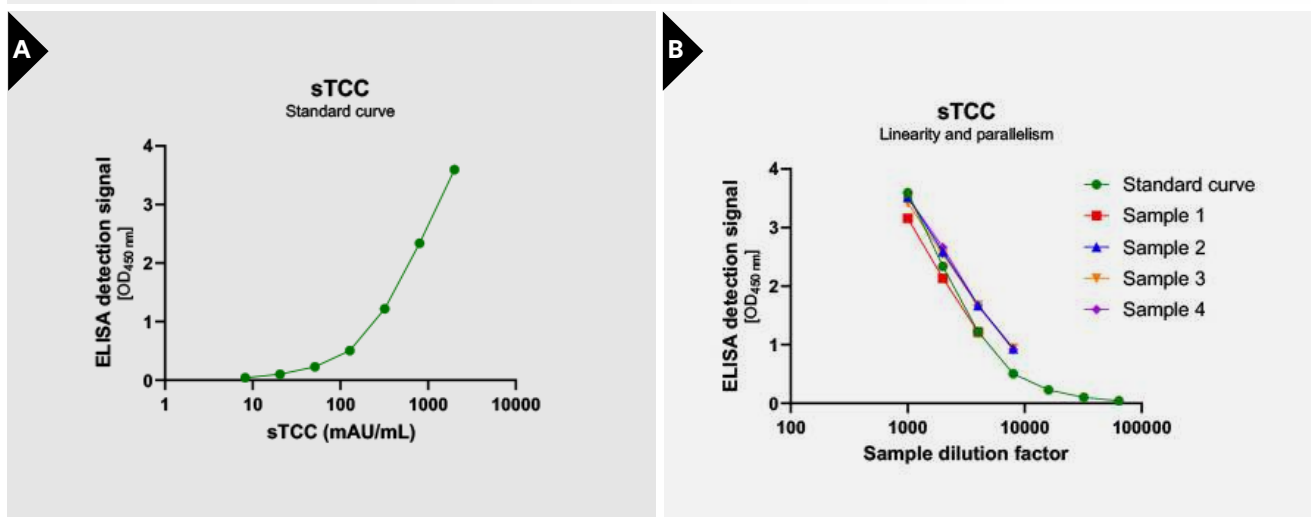 A
sTCC
Standard curve
ELISA detection signal
[OD450 nm]
4
3
2
1
0
1 10 100 1000 10000
sTCC (mAU/mL)
B
sTCC
Linearity and parallelism
ELISA detection signal
[OD450 nm]
4
3
2
1
0
100 1000 10000 100000
Sample dilution factor
Standard curve
Sample 1
Sample 2
Sample 3
Sample 4